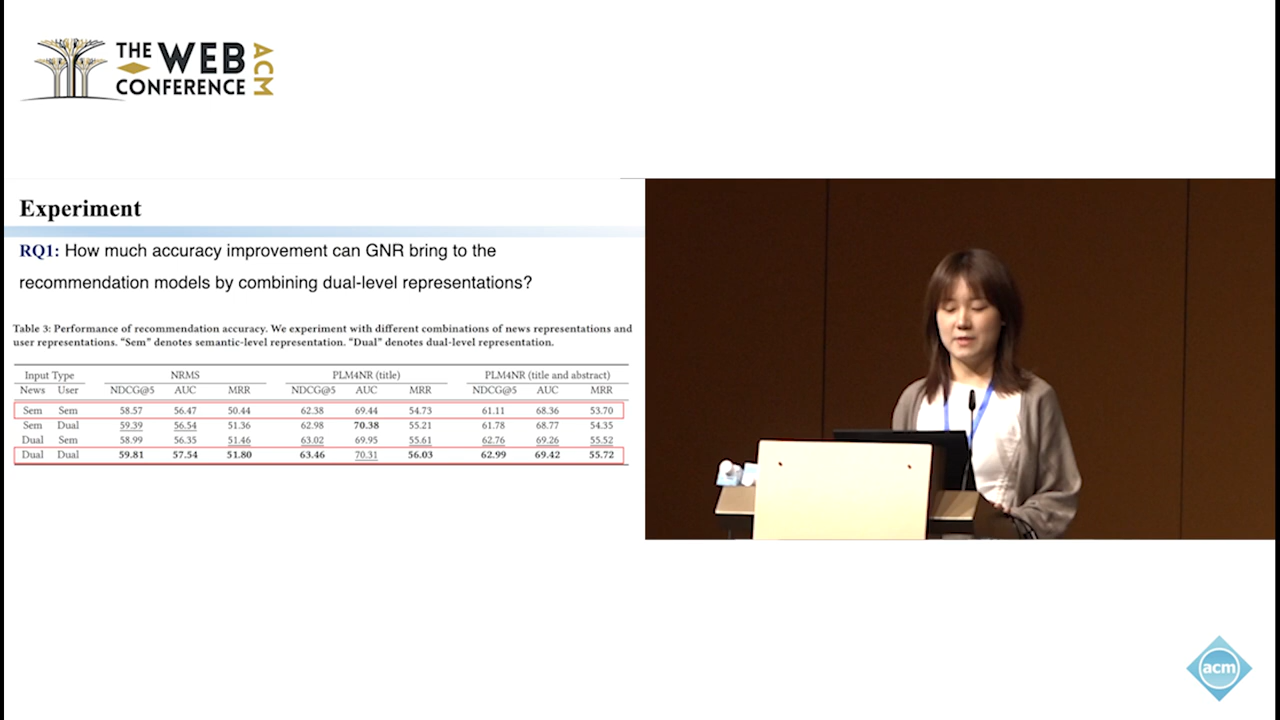 THE WEB
CONFERENCE
ACM
Experiment
RQ1: How much accuracy improvement can GNR bring to the
recommendation models by combining dual-level representations?
Table 3: Performance of recommendation accuracy. We experiment with different combinations of news representations and
user representations. “Sem” denotes semantic-level representation. “Dual” denotes dual-level representation.
Input Type NRMS PLM4NR (title) PLM4NR (title and abstract)
News User NDCG@5 AUC MRR NDCG@5 AUC MRR NDCG@5 AUC MRR
Sem Sem 58.57 56.47 50.44 62.38 69.44 54.73 61.11 68.36 53.70
Sem Dual 59.39 56.54 51.36 62.98 70.38 55.21 61.78 68.77 54.35
Dual Sem 58.99 56.35 51.46 63.02 69.95 55.61 62.76 69.26 55.52
Dual Dual 59.81 57.54 51.80 63.46 70.31 56.03 62.99 69.42 55.72
acm